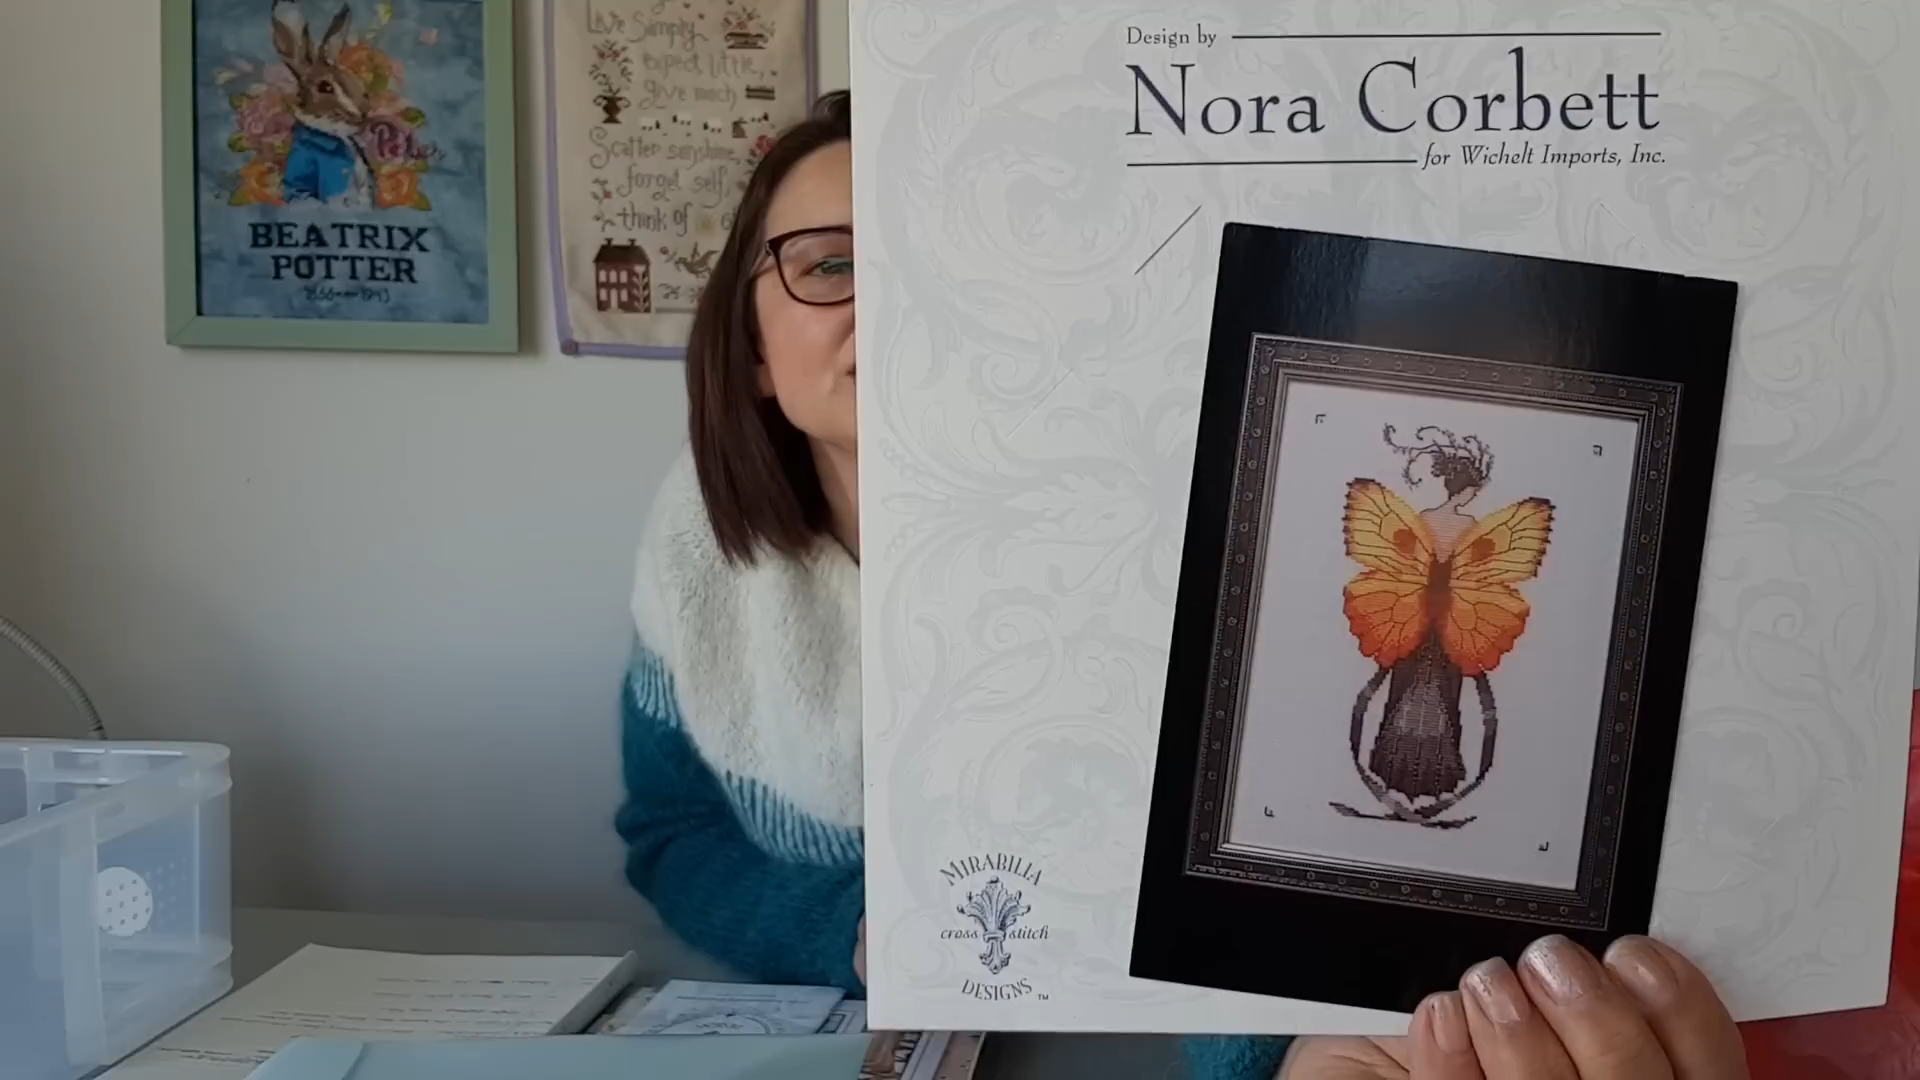 BEATRIX
POTTER
Live Simply
expect little,
give much
Scatter sunshine,
forget self,
think of
Design by
Nora Corbett
for Wichelt Imports, Inc.
MIRABILIA
cross stitch
DESIGNS™